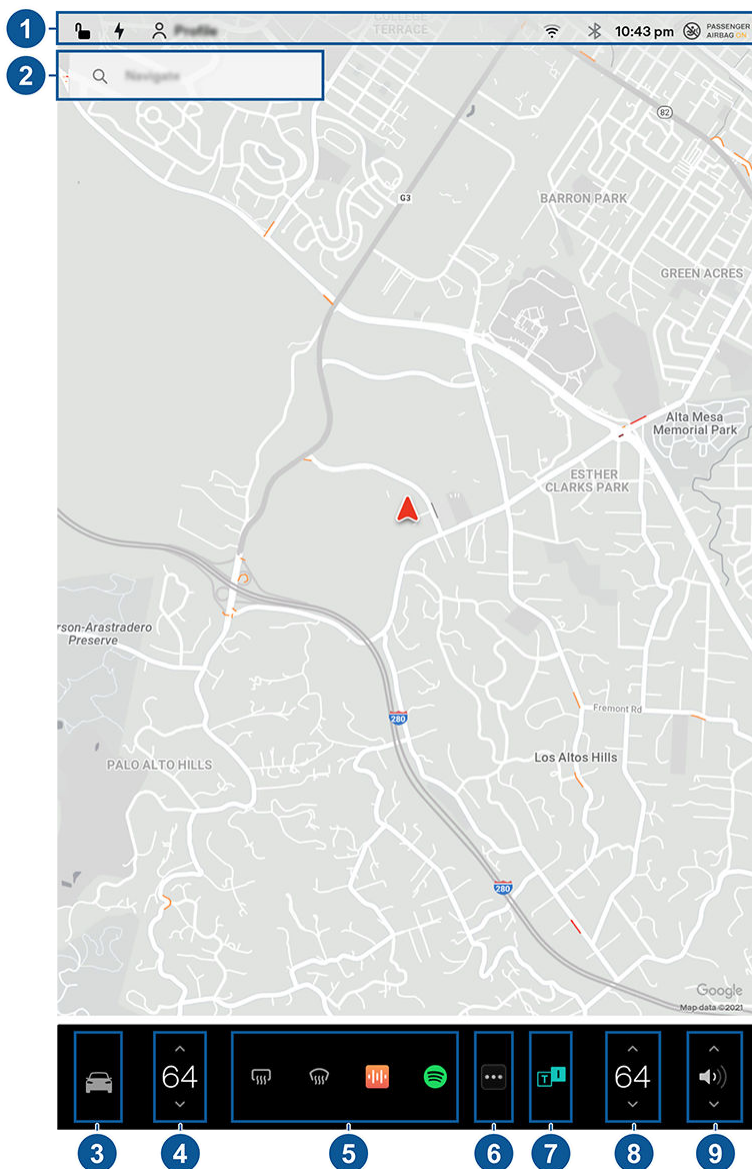 1
COLLEGE
TERRACE
Profile
10:43 pm
PASSENGER
AIRBAG ON
2
Navigate
82
G3
BARRON PARK
GREEN ACRES
Alta Mesa
Memorial Park
ESTHER
CLARKS PARK
rson-Arastradero
Preserve
280
Fremont Rd
PALO ALTO HILLS
Los Altos Hills
280
Google
Map data ©2021
64
T I
64
3
4
5
6
7
8
9